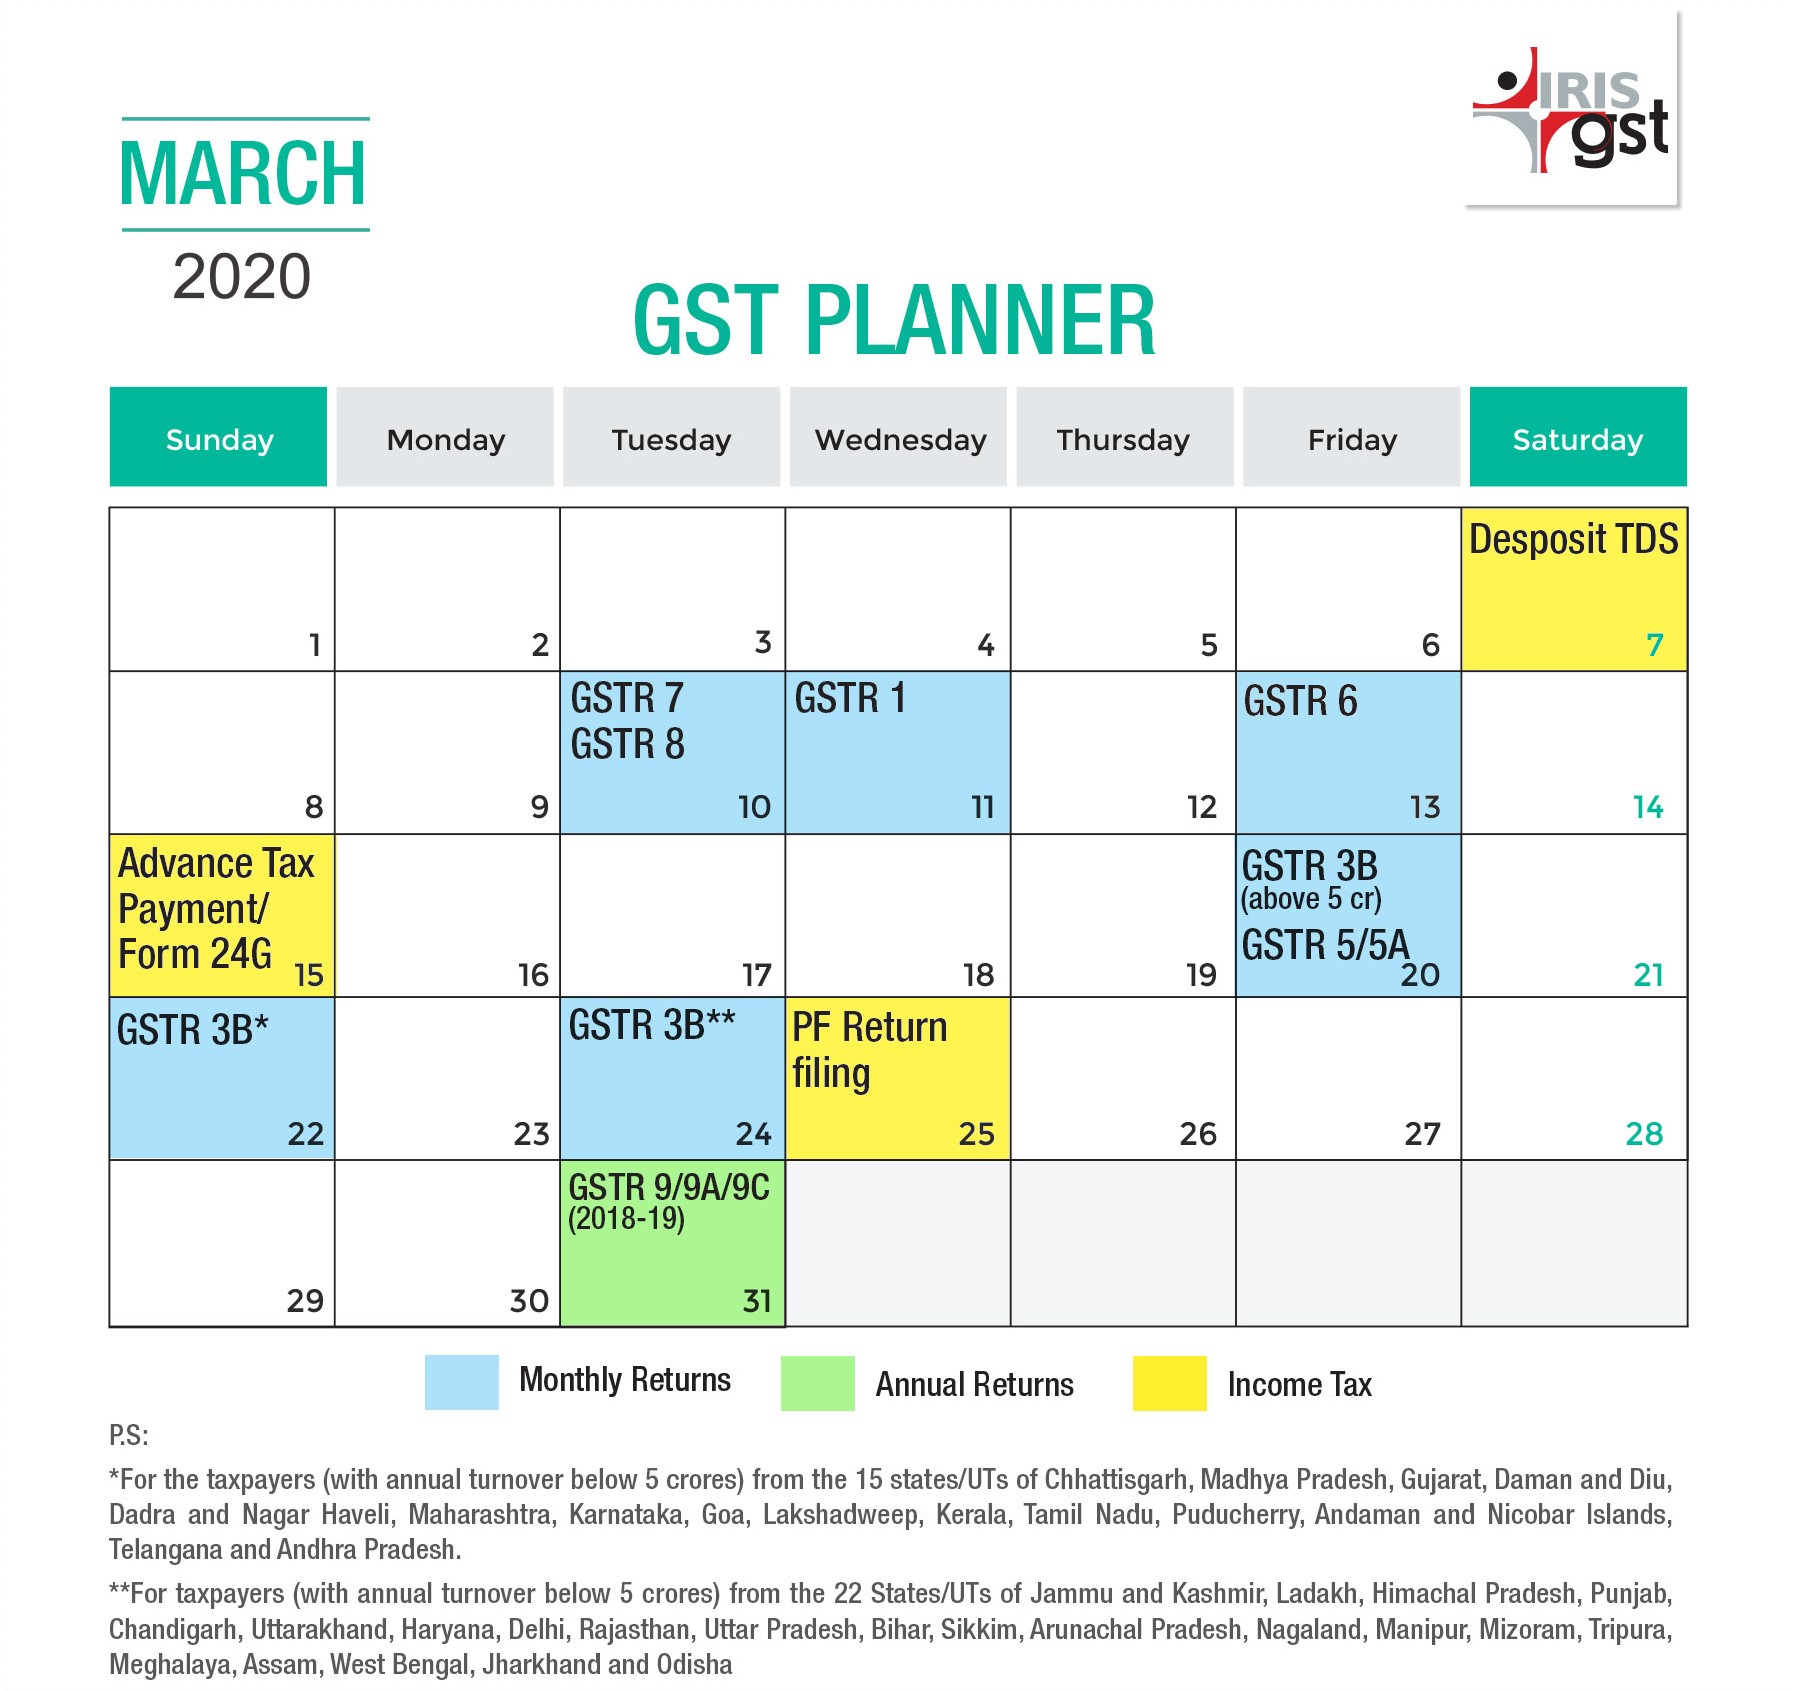 IRIS
gst
MARCH
2020
GST PLANNER
Sunday Monday Tuesday Wednesday Thursday Friday Saturday
Desposit TDS
1 2 3 4 5 6 7
GSTR 7 GSTR 1 GSTR 6
GSTR 8
8 9 10 11 12 13 14
Advance Tax GSTR 3B
Payment/ (above 5 cr)
Form 24G GSTR 5/5A
15 16 17 18 19 20 21
GSTR 3B* GSTR 3B** PF Return
filing
22 23 24 25 26 27 28
GSTR 9/9A/9C
(2018-19)
29 30 31
Monthly Returns Annual Returns Income Tax
P.S:
*For the taxpayers (with annual turnover below 5 crores) from the 15 states/UTs of Chhattisgarh, Madhya Pradesh, Gujarat, Daman and Diu,
Dadra and Nagar Haveli, Maharashtra, Karnataka, Goa, Lakshadweep, Kerala, Tamil Nadu, Puducherry, Andaman and Nicobar Islands,
Telangana and Andhra Pradesh.
**For taxpayers (with annual turnover below 5 crores) from the 22 States/UTs of Jammu and Kashmir, Ladakh, Himachal Pradesh, Punjab,
Chandigarh, Uttarakhand, Haryana, Delhi, Rajasthan, Uttar Pradesh, Bihar, Sikkim, Arunachal Pradesh, Nagaland, Manipur, Mizoram, Tripura,
Meghalaya, Assam, West Bengal, Jharkhand and Odisha